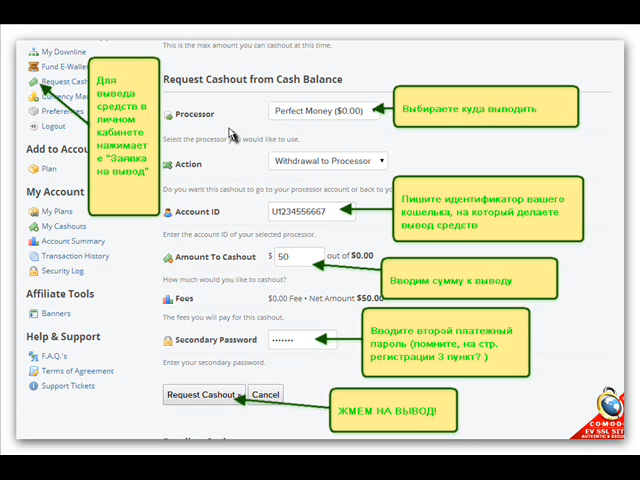 This is the max amount you can cashout at this time.
My Downline
Fund E-Wallet
Request Cash
Currency Ma
Preferences
Logout
Для
вывода
средств в
личном
кабинете
нажимает
е "Заявка
на вывод"
Add to Accou
Plan
My Account
My Plans
My Cashouts
Account Summary
Transaction History
Security Log
Affiliate Tools
Banners
Help & Support
F.A.Q.'s
Terms of Agreement
Support Tickets
Request Cashout from Cash Balance
Processor
Perfect Money ($0.00)
Выбираете куда выводить
Select the processor you would like to use.
Action
Withdrawal to Processor
Do you want this cashout to go to your processor account or back to yo
Account ID
U1234556667
Пишите идентификатор вашего
кошелька, на который делаете
вывод средств
Enter the account ID of your selected processor.
Amount To Cashout
$ 50 out of $0.00
Вводим сумму к выводу
How much would you like to cashout?
Fees
$0.00 Fee • Net Amount $50.00
The fees you will pay for this cashout.
Secondary Password
•••••••
Вводите второй платежный
пароль (помните, на стр.
регистрации 3 пункт? )
Enter your secondary password.
Request Cashout
Cancel
ЖМЕМ НА ВЫВОД!
COMODO
EV SSL SITE
AUTHENTIC & SECURE